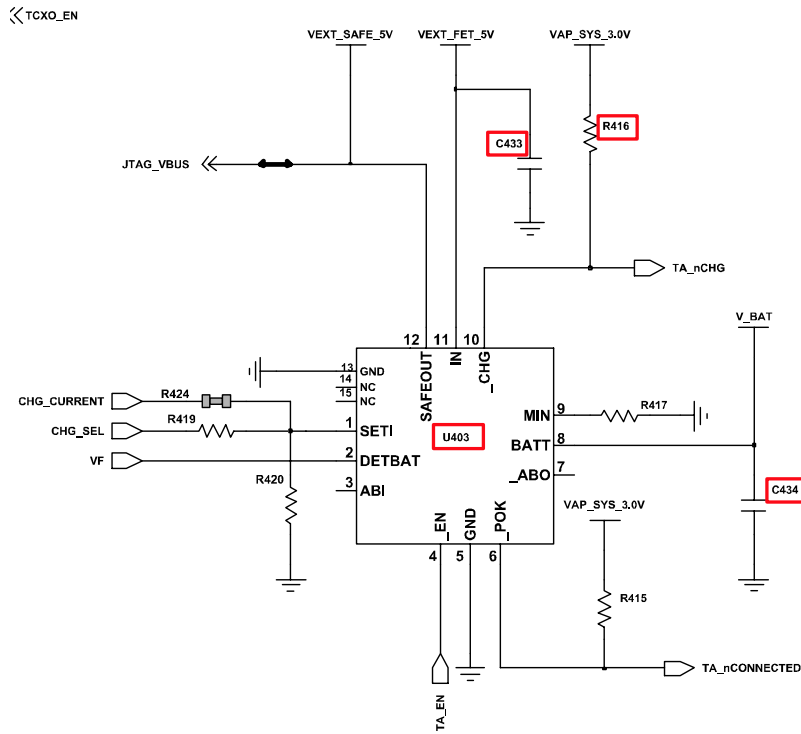 TCXO_EN
VEXT_SAFE_5V
VEXT_FET_5V
VAP_SYS_3.0V
C433
R416
JTAG_VBUS
TA_nCHG
V_BAT
12
11
10
SAFEOUT
IN
_CHG
13
GND
14
NC
15
NC
CHG_CURRENT
R424
CHG_SEL
R419
1
SETI
VF
2
DETBAT
R420
3
ABI
U403
MIN
9
R417
BATT
8
_ABO
7
C434
_EN
GND
_POK
4
5
6
VAP_SYS_3.0V
R415
TA_EN
TA_nCONNECTED